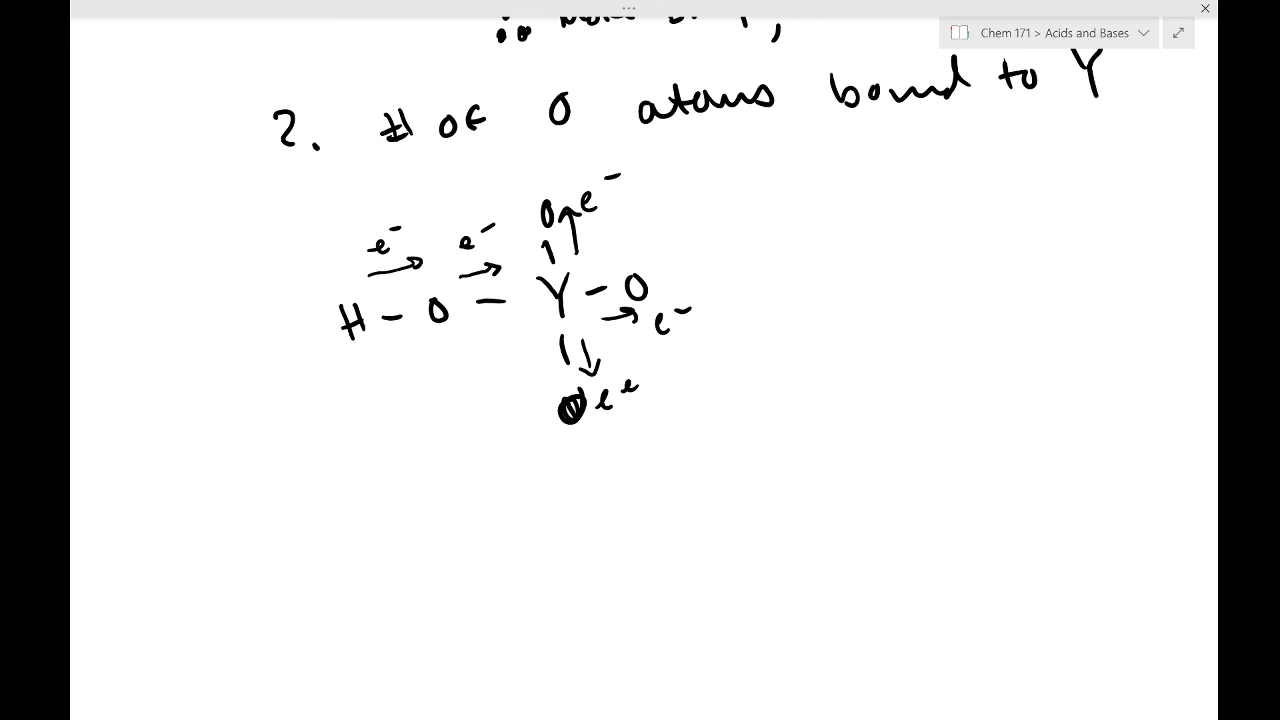 Chem 171 > Acids and Bases
2. # of O atoms bound to Y
O e⁻
e⁻ e⁻
H - O - Y - O
e⁻
O e⁻